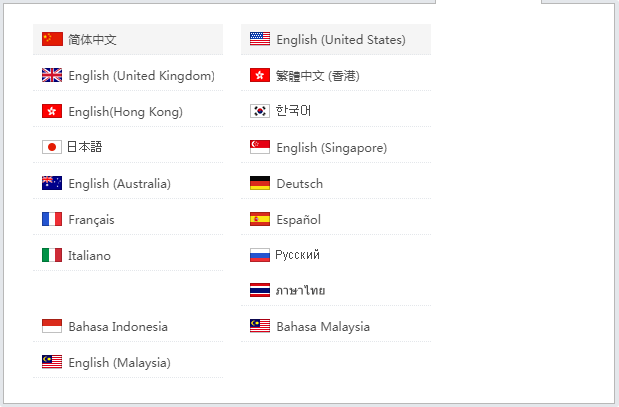 简体中文
English (United States)
English (United Kingdom)
繁體中文 (香港)
English(Hong Kong)
한국어
日本語
English (Singapore)
English (Australia)
Deutsch
Français
Español
Italiano
Русский
ภาษาไทย
Bahasa Indonesia
Bahasa Malaysia
English (Malaysia)